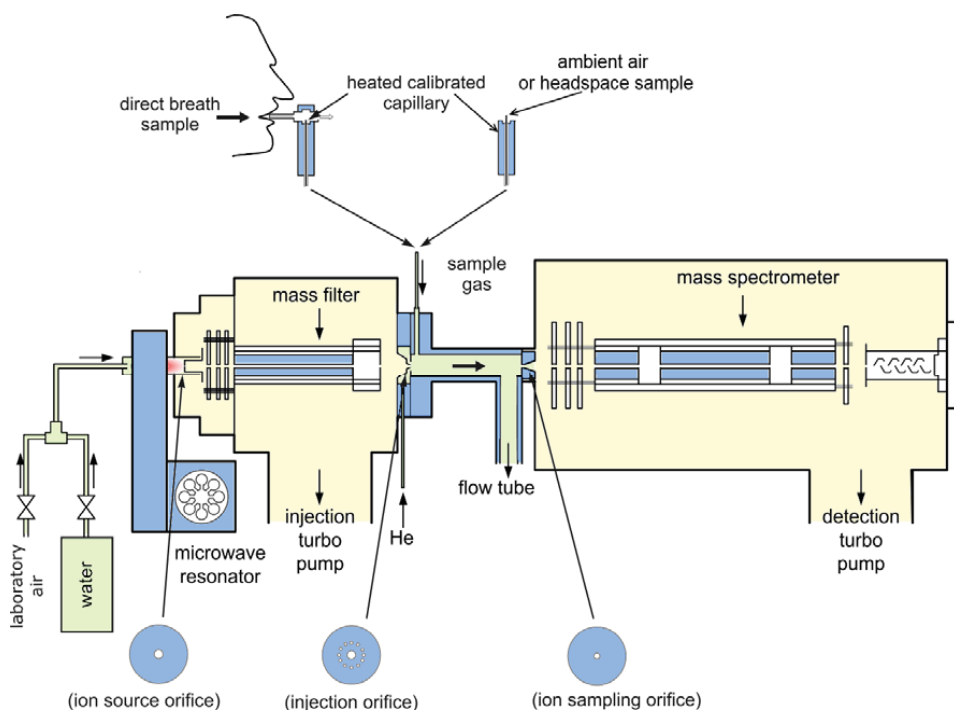 direct breath
sample
heated calibrated
capillary
ambient air
or headspace sample
sample
gas
mass filter
mass spectrometer
flow tube
injection
turbo
pump
He
detection
turbo
pump
microwave
resonator
laboratory
air
water
(ion source orifice)
(injection orifice)
(ion sampling orifice)